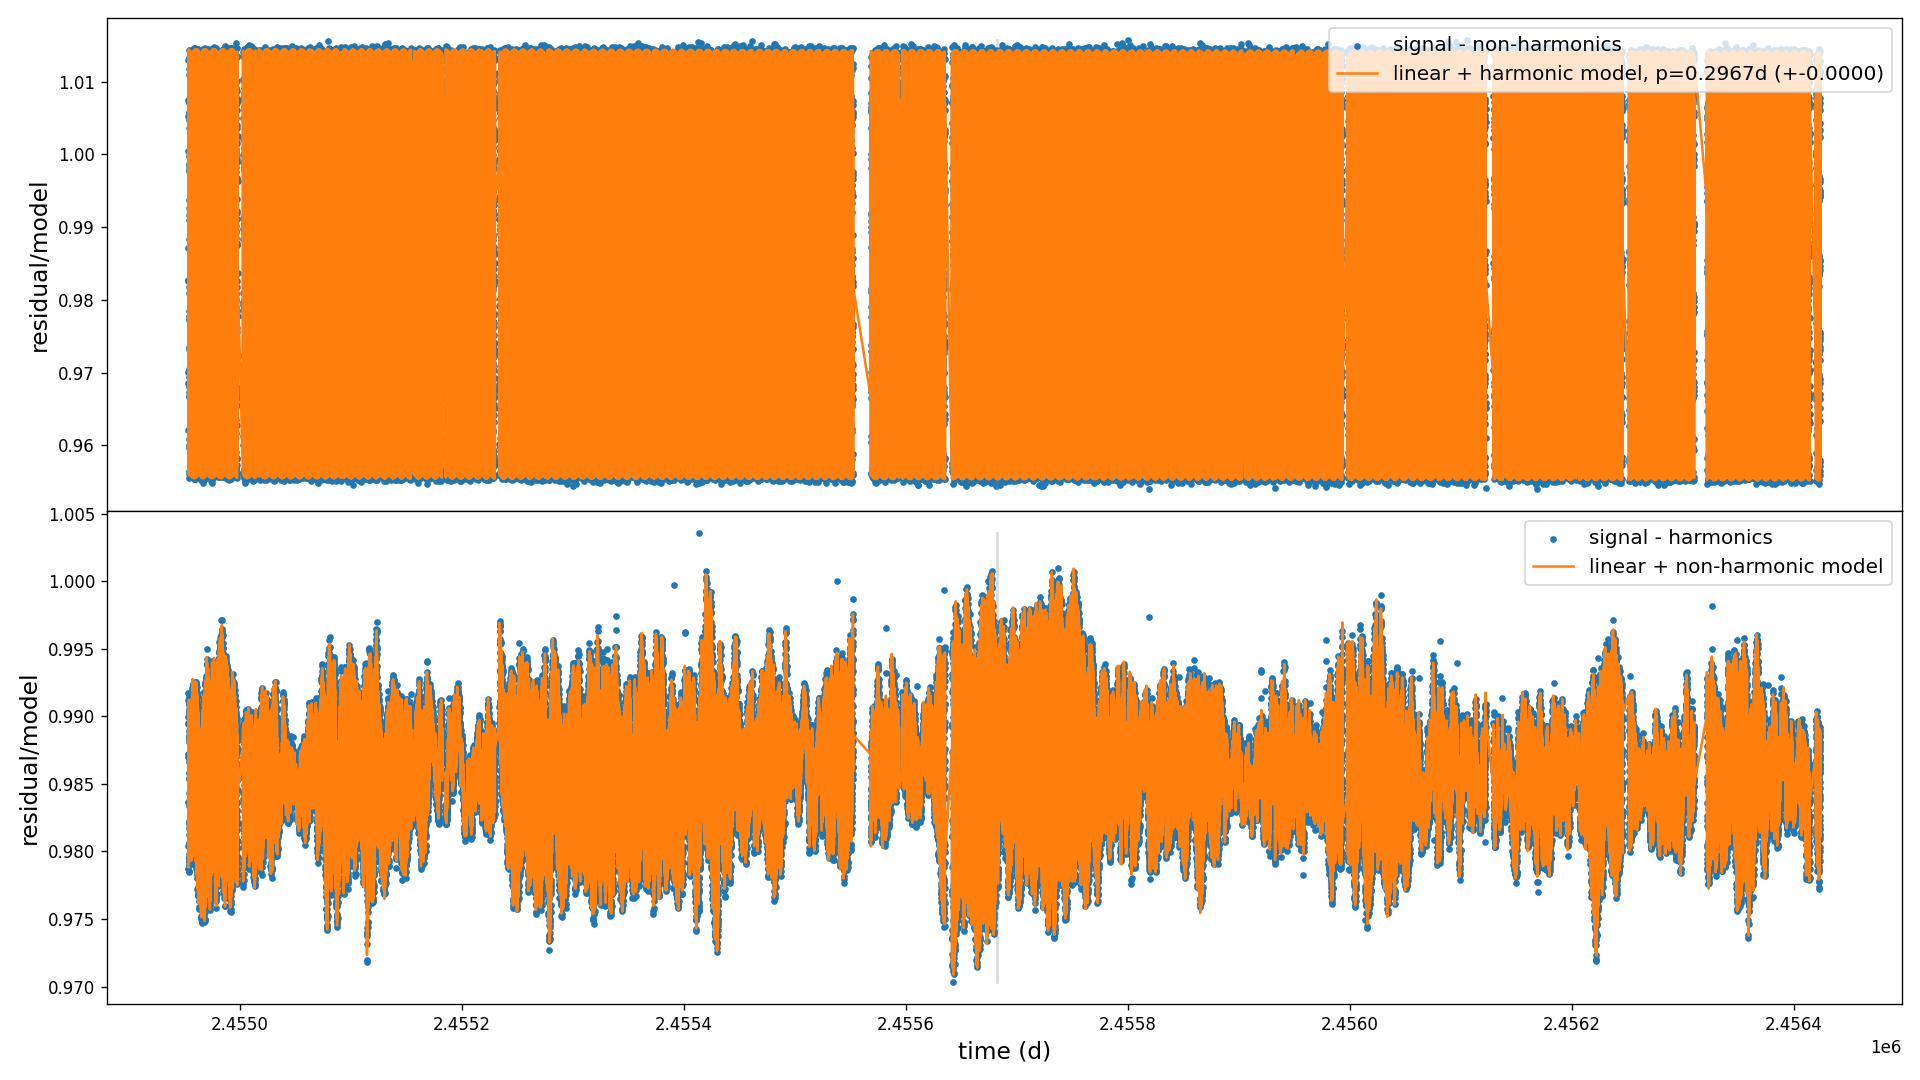 signal - non-harmonics
linear + harmonic model, p=0.2967d (+-0.0000)
1.01
1.00
0.99
0.98
0.97
0.96
residual/model
signal - harmonics
linear + non-harmonic model
1.005
1.000
0.995
0.990
0.985
0.980
0.975
0.970
residual/model
2.4550
2.4552
2.4554
2.4556
2.4558
2.4560
2.4562
2.4564
time (d)
1e6